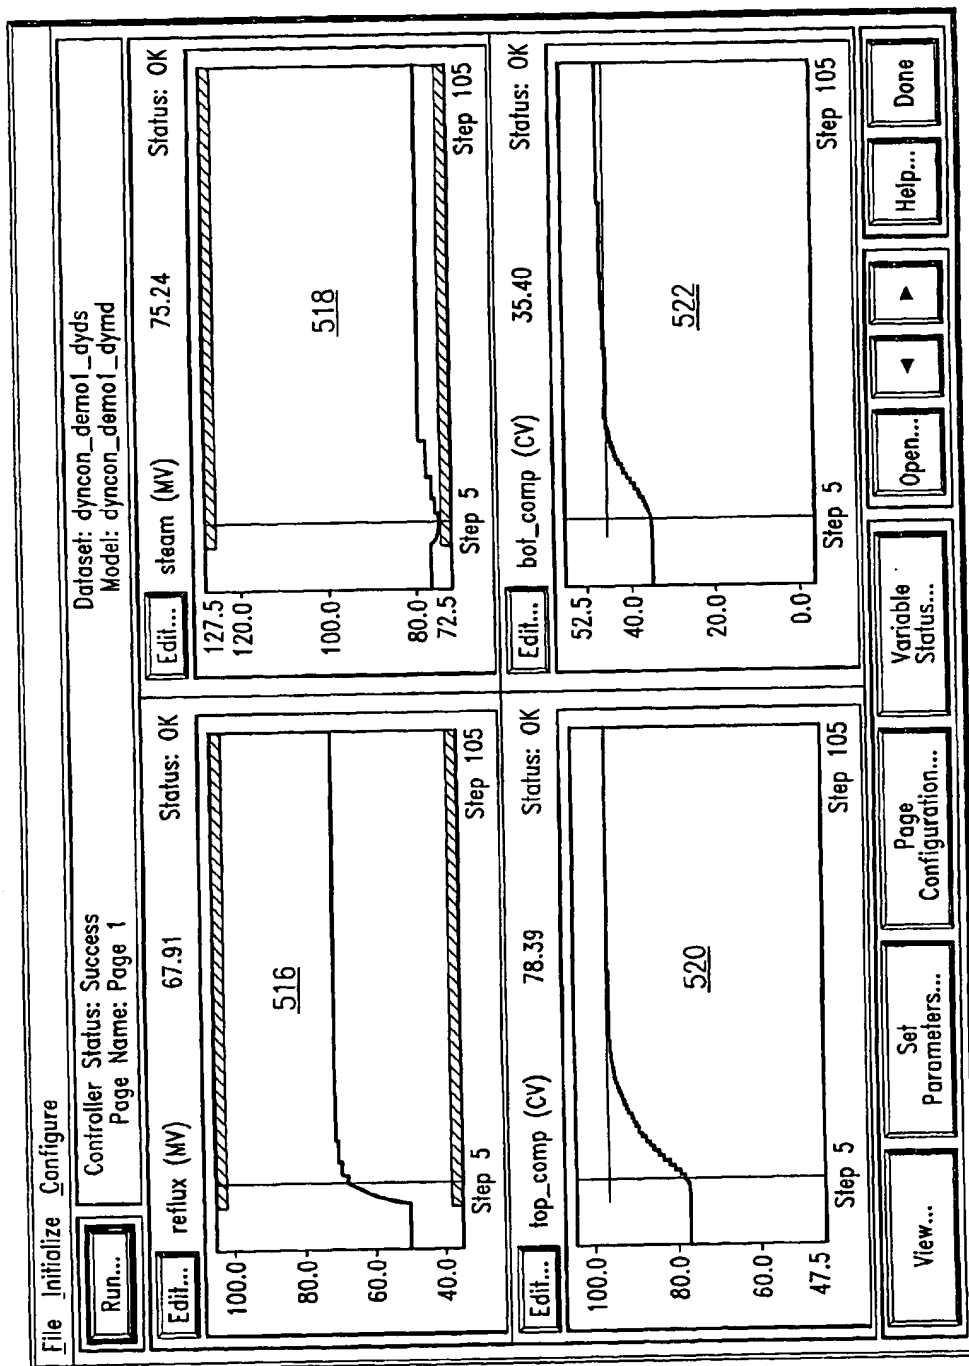 File Initialize Configure
Run...
Controller Status: Success
Page Name: Page 1
Dataset: dyncon_demo1_dyds
Model: dyncon_demo1_dymd
Edit...
reflux (MV)
67.91
Status: OK
100.0
80.0
60.0
40.0
516
Step 5
Step 105
Edit...
steam (MV)
75.24
Status: OK
127.5
120.0
100.0
80.0
72.5
518
Step 5
Step 105
Edit...
top_comp (CV)
78.39
Status: OK
100.0
80.0
60.0
47.5
520
Step 5
Step 105
Edit...
bot_comp (CV)
35.40
Status: OK
52.5
40.0
20.0
0.0
522
Step 5
Step 105
View...
Set
Parameters...
Page
Configuration...
Variable
Status...
Open...
Help...
Done